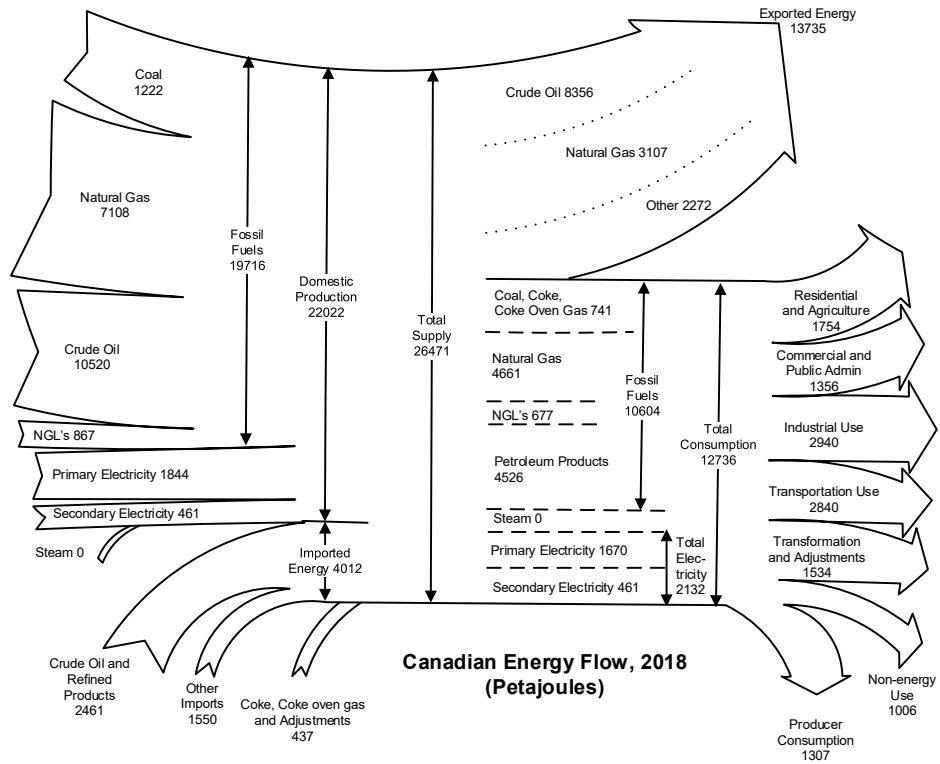 Exported Energy
13735
Coal
1222
Crude Oil 8356
Natural Gas 3107
Natural Gas
7108
Other 2272
Fossil
Fuels
19716
Domestic
Production
22022
Total
Supply
26471
Coal, Coke,
Coke Oven Gas 741
Residential
and Agriculture
1754
Crude Oil
10520
Natural Gas
4661
Commercial and
Public Admin
1356
Fossil
Fuels
10604
NGL's 677
NGL's 867
Total
Consumption
12736
Industrial Use
2940
Petroleum Products
4526
Primary Electricity 1844
Transportation Use
2840
Secondary Electricity 461
Steam 0
Steam 0
Imported
Energy 4012
Primary Electricity 1670
Total
Elec-
tricity
2132
Transformation
and Adjustments
1534
Secondary Electricity 461
Canadian Energy Flow, 2018
(Petajoules)
Crude Oil and
Refined
Products
2461
Other
Imports
1550
Coke, Coke oven gas
and Adjustments
437
Non-energy
Use
1006
Producer
Consumption
1307